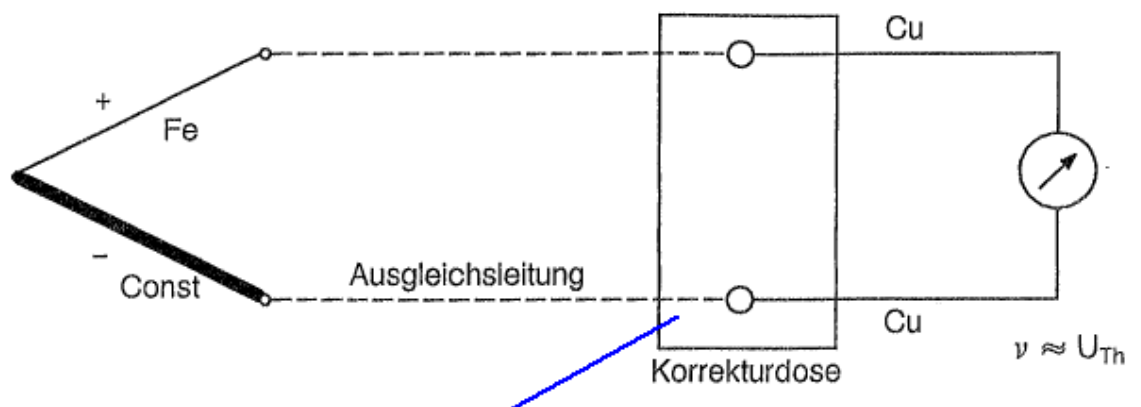 Cu
+
Fe
−
Const
Ausgleichsleitung
Cu
Korrekturdose
ν ≈ U_Th